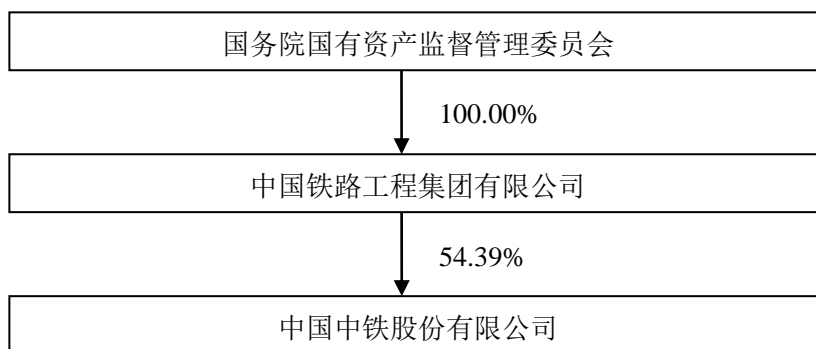 国务院国有资产监督管理委员会
100.00%
中国铁路工程集团有限公司
54.39%
中国中铁股份有限公司